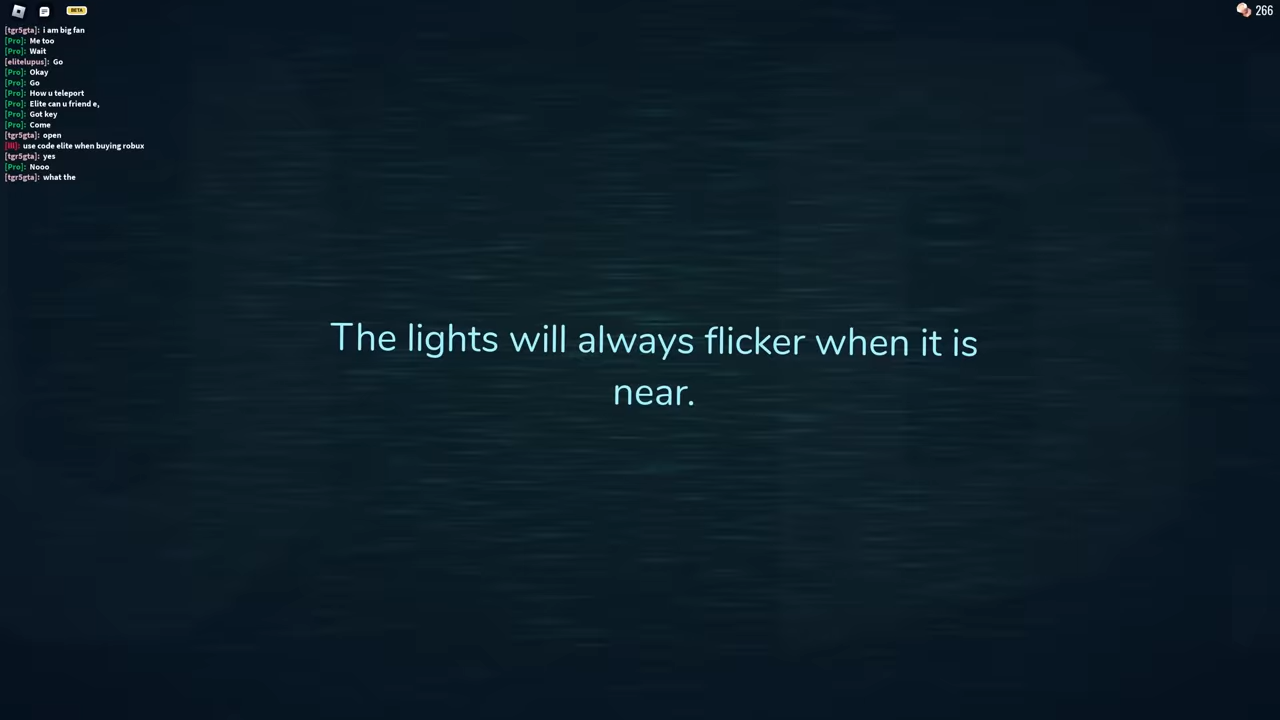 BETA
266
[tgr5gta]: i am big fan
[Pro]: Me too
[Pro]: Wait
[elitelupus]: Go
[Pro]: Okay
[Pro]: Go
[Pro]: How u teleport
[Pro]: Elite can u friend e,
[Pro]: Got key
[Pro]: Come
[tgr5gta]: open
use code elite when buying robux
[tgr5gta]: yes
[Pro]: Nooo
[tgr5gta]: what the
The lights will always flicker when it is
near.